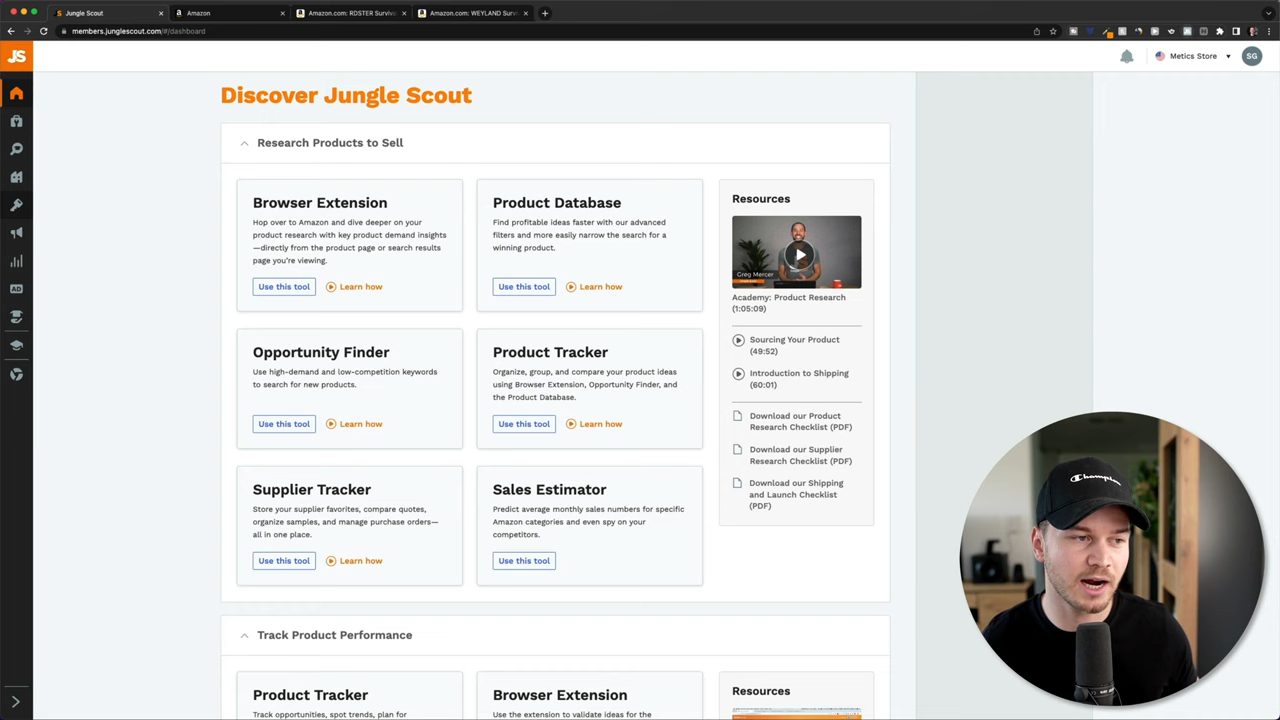 Jungle Scout
Amazon
Amazon.com: RDSTER Surviv
Amazon.com: WEYLAND Surv
members.junglescout.com/#/dashboard
JS
Metics Store
SG
Discover Jungle Scout
Research Products to Sell
Browser Extension
Hop over to Amazon and dive deeper on your
product research with key product demand insights
—directly from the product page or search results
page you're viewing.
Use this tool
Learn how
Product Database
Find profitable ideas faster with our advanced
filters and more easily narrow the search for a
winning product.
Use this tool
Learn how
Opportunity Finder
Use high-demand and low-competition keywords
to search for new products.
Use this tool
Learn how
Product Tracker
Organize, group, and compare your product ideas
using Browser Extension, Opportunity Finder, and
the Product Database.
Use this tool
Learn how
Supplier Tracker
Store your supplier favorites, compare quotes,
organize samples, and manage purchase orders—
all in one place.
Use this tool
Learn how
Sales Estimator
Predict average monthly sales numbers for specific
Amazon categories and even spy on your
competitors.
Use this tool
Resources
Greg Mercer
Academy: Product Research
(1:05:09)
Sourcing Your Product
(49:52)
Introduction to Shipping
(60:01)
Download our Product
Research Checklist (PDF)
Download our Supplier
Research Checklist (PDF)
Download our Shipping
and Launch Checklist
(PDF)
Track Product Performance
Product Tracker
Track opportunities, spot trends, plan for
Browser Extension
Use the extension to validate ideas for the
Resources
AD
Champion